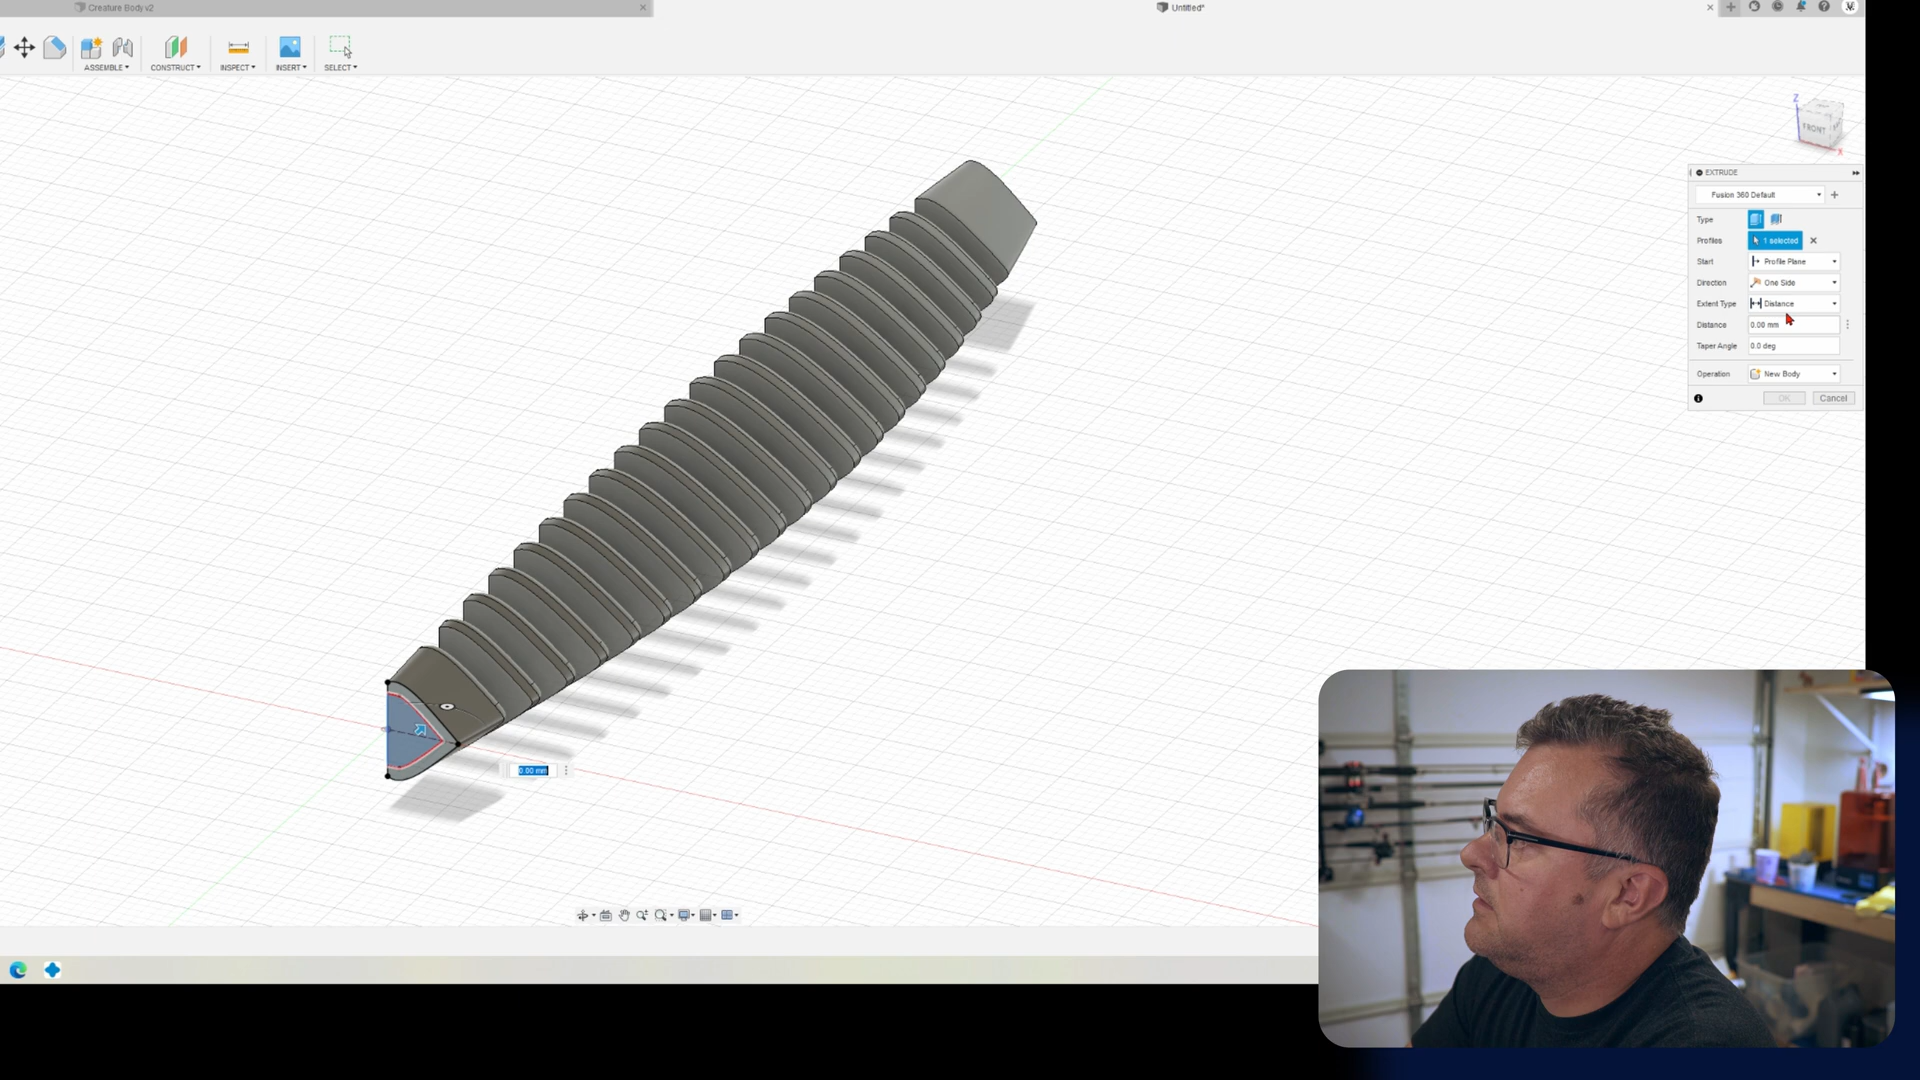 Creature Body v2
Untitled*
ASSEMBLE
CONSTRUCT
INSPECT
INSERT
SELECT
Z
FRONT
X
EXTRUDE
Fusion 360 Default
Type
Profiles
1 selected
Start
Profile Plane
Direction
One Side
Extent Type
Distance
Distance
0.00 mm
Taper Angle
0.0 deg
Operation
New Body
OK
Cancel
0.00 mm